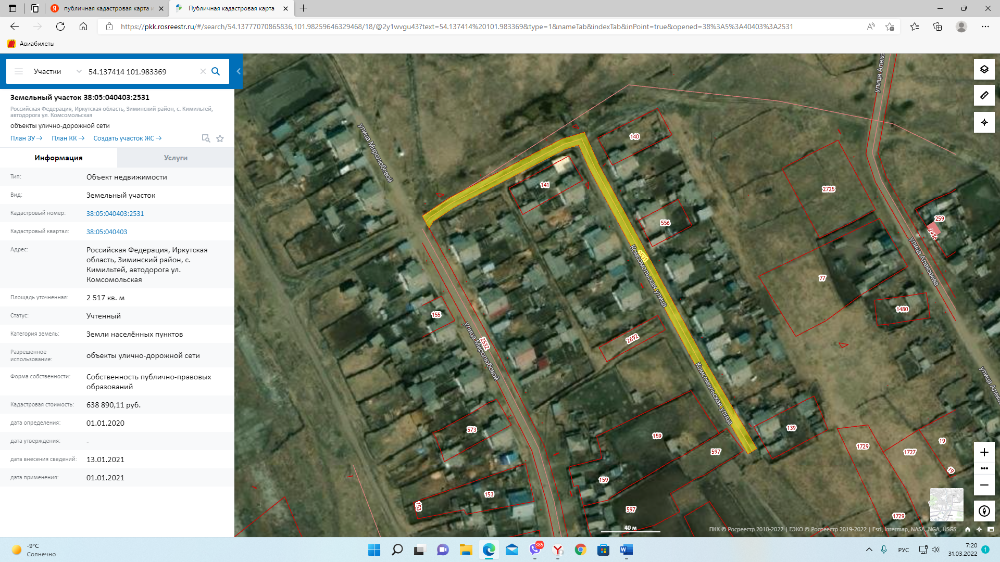 публичная кадастровая карта и
Публичная кадастровая карта
https://pkk.rosreestr.ru/#/search/54.13777070865836,101.98259646329468/18/@2y1wvgu43?text=54.137414%20101.983369&type=1&nameTab&indexTab&inPoint=true&opened=38%3A5%3A40403%3A2531
Авиабилеты
Участки
54.137414 101.983369
Земельный участок 38:05:040403:2531
Российская Федерация, Иркутская область, Зиминский район, с. Кимильтей,
автодорога ул. Комсомольская
объекты улично-дорожной сети
План ЗУ→ План КК→ Создать участок ЖС→
Информация
Услуги
Тип: Объект недвижимости
Вид: Земельный участок
Кадастровый номер: 38:05:040403:2531
Кадастровый квартал: 38:05:040403
Адрес: Российская Федерация, Иркутская
область, Зиминский район, с.
Кимильтей, автодорога ул.
Комсомольская
Площадь уточненная: 2 517 кв. м
Статус: Учтенный
Категория земель: Земли населённых пунктов
Разрешенное
использование: объекты улично-дорожной сети
Форма собственности: Собственность публично-правовых
образований
Кадастровая стоимость: 638 890,11 руб.
дата определения: 01.01.2020
дата утверждения: -
дата внесения сведений: 13.01.2021
дата применения: 01.01.2021
улица Алекс
улица Миролюбовой
140
141
2725
556
259
2486
2531
Комсомольская улица
улица Алексеева
77
155
1480
2532
улица Миролюбовой
2692
Комсомольская улица
улица Алекс
573
159
139
597
1729
1727
19
19
159
153
153
597
1729
40 м
ПКК © Росреестр 2010-2022 | ЕЭКО © Росреестр 2019-2022 | Esri, Intermap, NASA, NGA, USGS
-9°C
Солнечно
385
РУС
7:20
31.03.2022
1